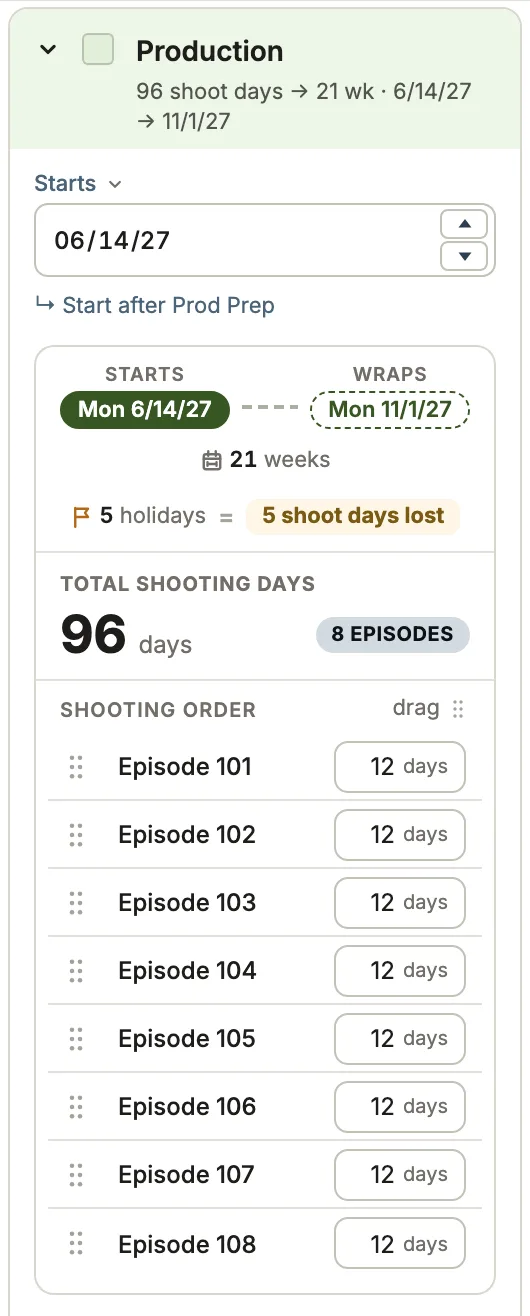 Production
96 shoot days → 21 wk · 6/14/27
→ 11/1/27
Starts
06/14/27
↳ Start after Prod Prep
STARTS WRAPS
Mon 6/14/27 Mon 11/1/27
21 weeks
5 holidays = 5 shoot days lost
TOTAL SHOOTING DAYS
96 days 8 EPISODES
SHOOTING ORDER drag
Episode 101 12 days
Episode 102 12 days
Episode 103 12 days
Episode 104 12 days
Episode 105 12 days
Episode 106 12 days
Episode 107 12 days
Episode 108 12 days